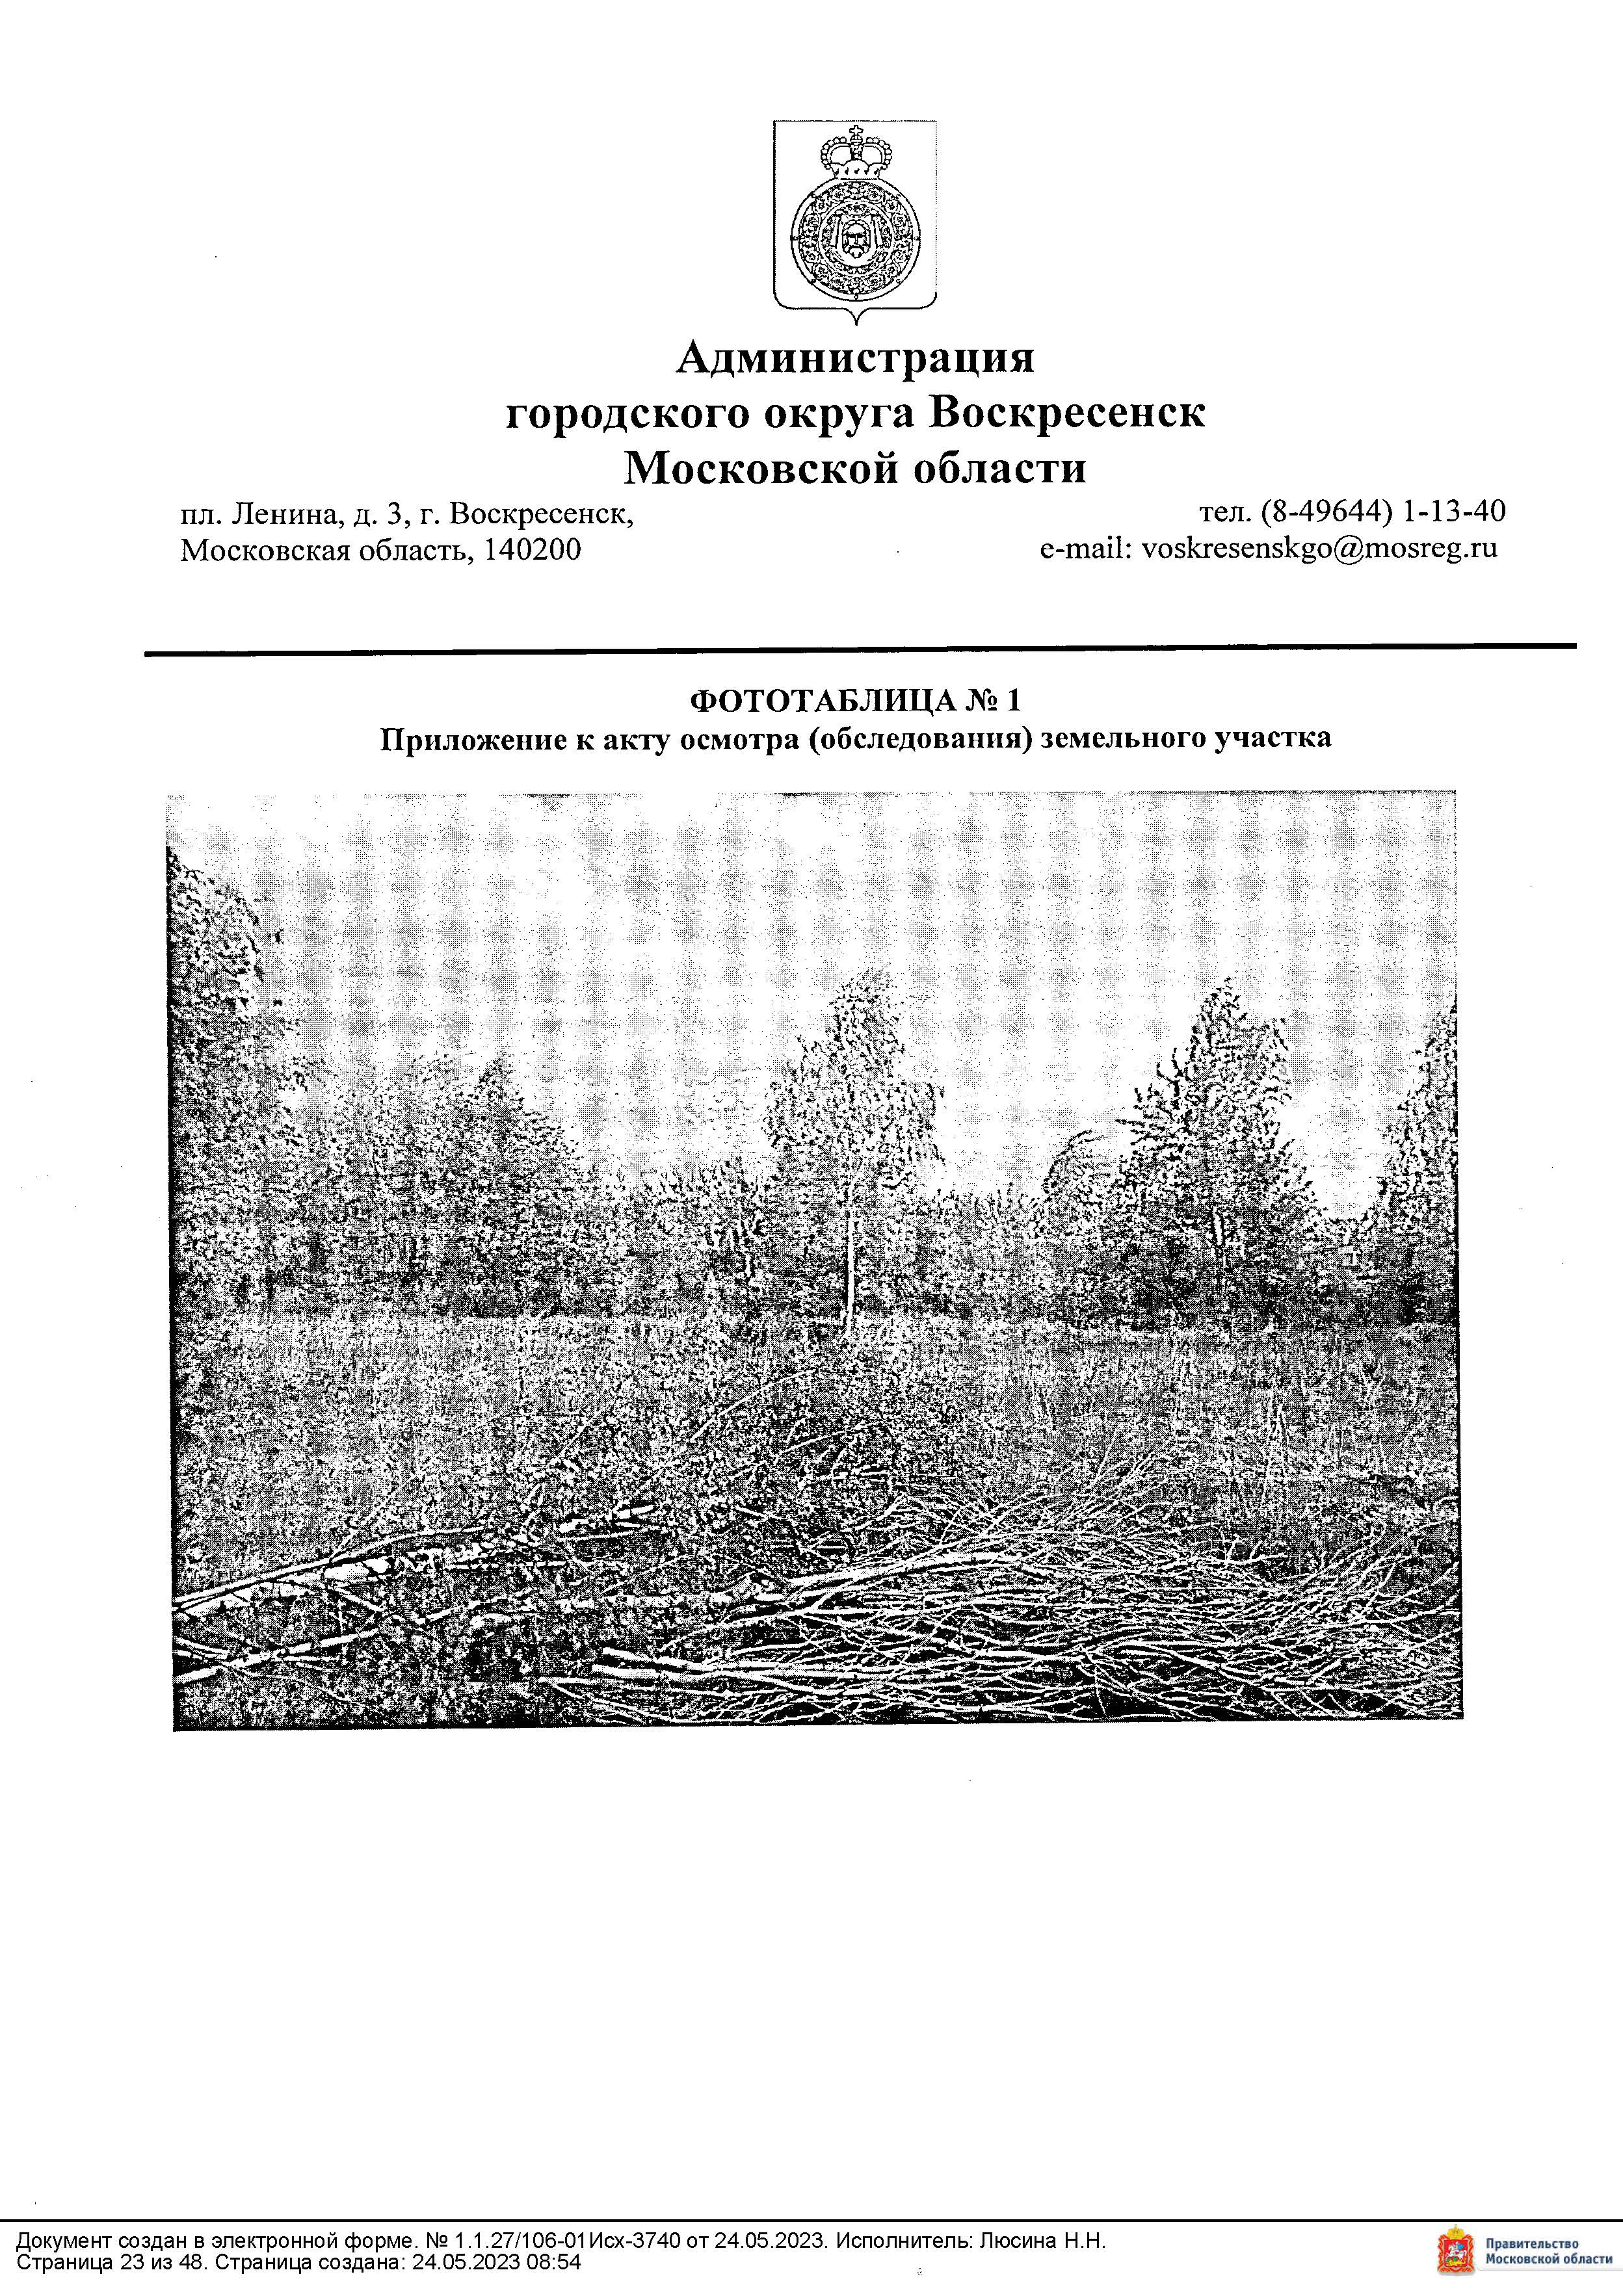 Администрация
городского округа Воскресенск
Московской области
пл. Ленина, д. 3, г. Воскресенск,
Московская область, 140200
тел. (8-49644) 1-13-40
e-mail: voskresenskgo@mosreg.ru
ФОТОТАБЛИЦА № 1
Приложение к акту осмотра (обследования) земельного участка
Документ создан в электронной форме. № 1.1.27/106-01Исх-3740 от 24.05.2023. Исполнитель: Люсина Н.Н.
Страница 23 из 48. Страница создана: 24.05.2023 08:54
Правительство
Московской области